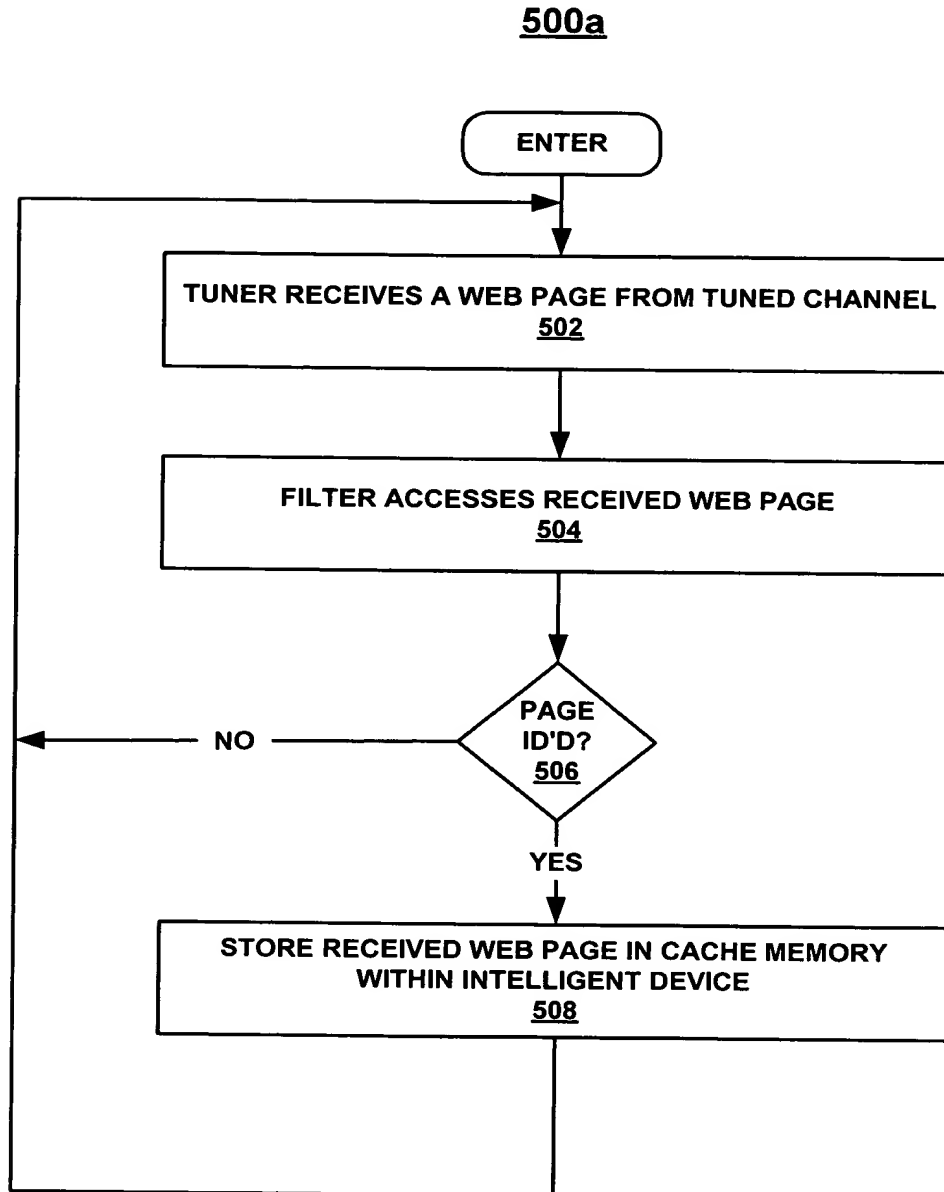 500a
ENTER
TUNER RECEIVES A WEB PAGE FROM TUNED CHANNEL
502
FILTER ACCESSES RECEIVED WEB PAGE
504
PAGE
ID'D?
506
NO
YES
STORE RECEIVED WEB PAGE IN CACHE MEMORY
WITHIN INTELLIGENT DEVICE
508